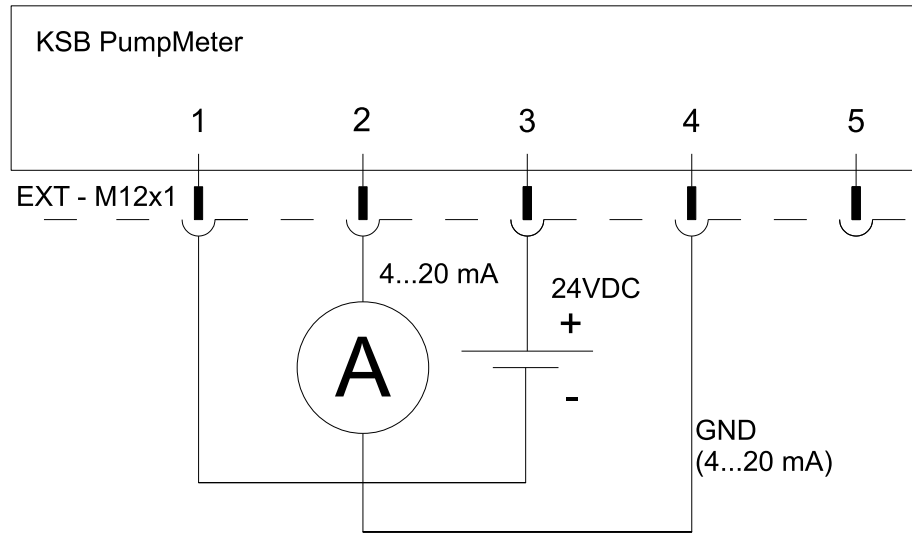 KSB PumpMeter
1 2 3 4 5
EXT - M12x1
4...20 mA
24VDC
+
A
-
GND
(4...20 mA)